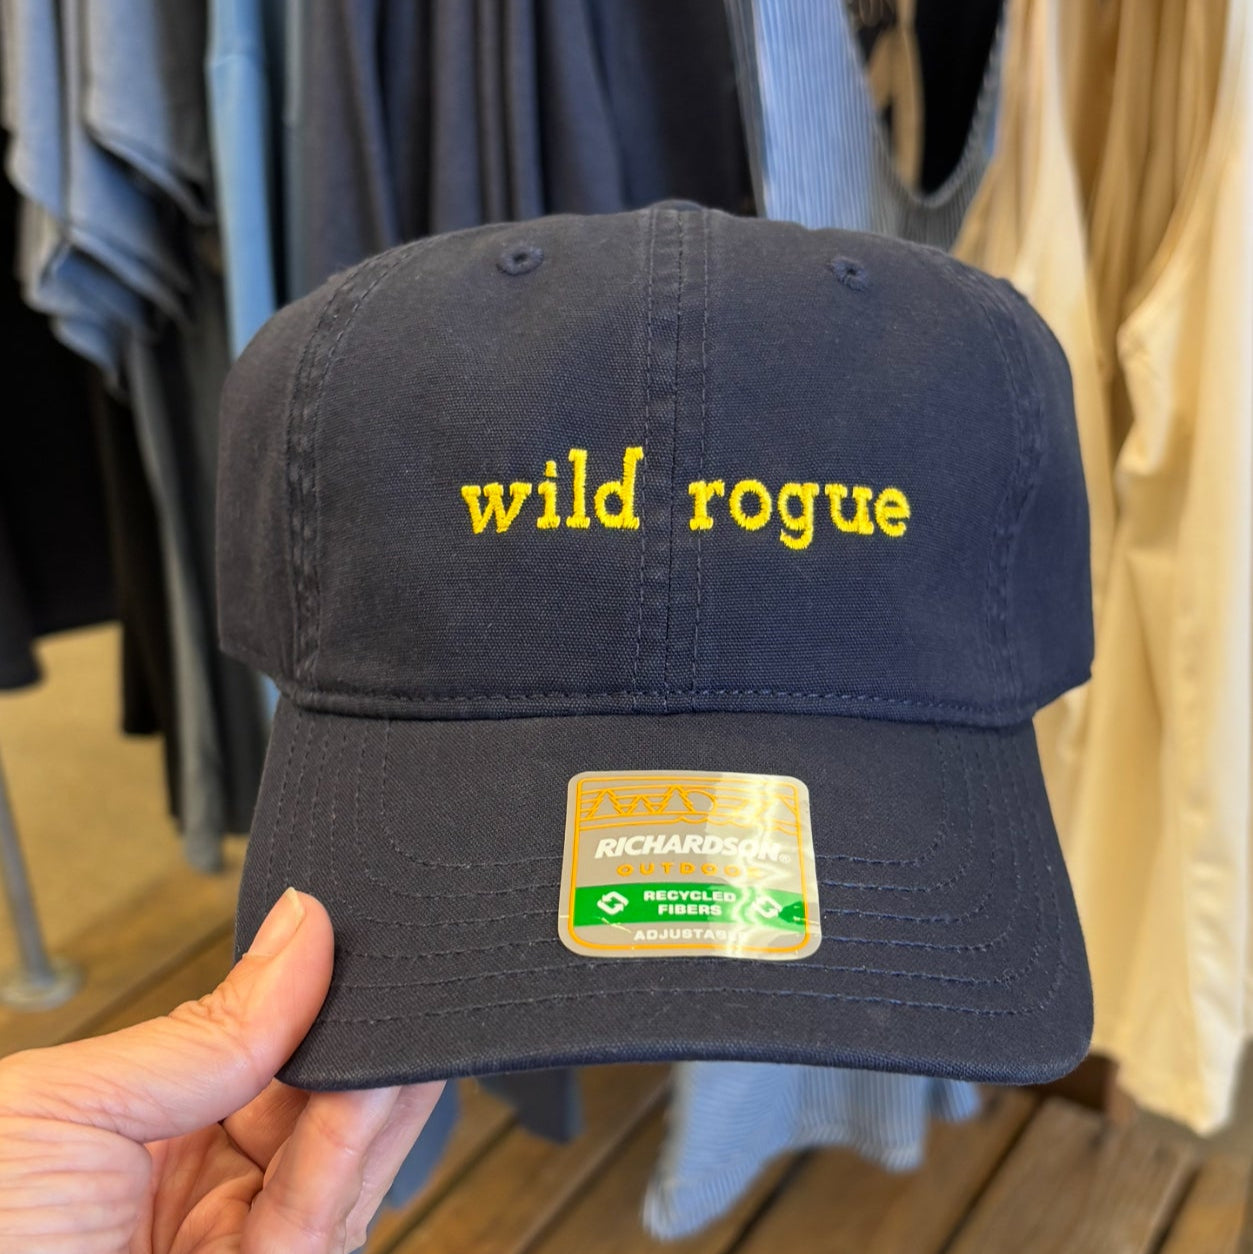 wild rogue
RICHARDSON®
OUTDOOR
RECYCLED
FIBERS
ADJUSTABLE